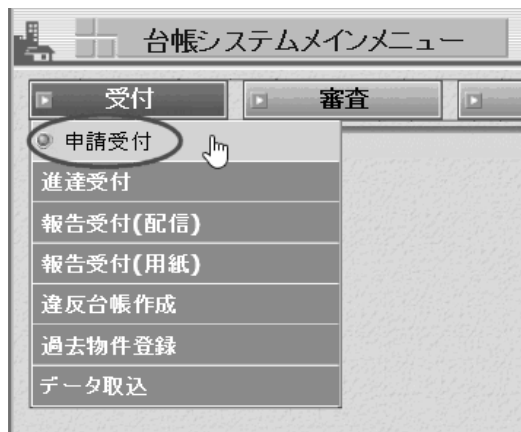 台帳システムメインメニュー
受付
審査
申請受付
進達受付
報告受付(配信)
報告受付(用紙)
違反台帳作成
過去物件登録
データ取込